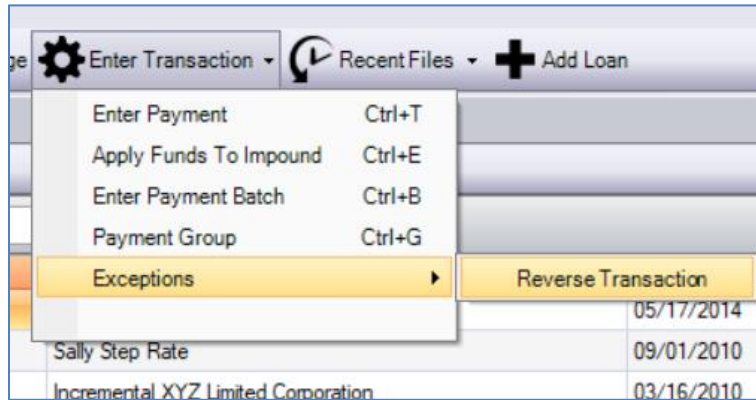 ge Enter Transaction Recent Files Add Loan
Enter Payment Ctrl+T
Apply Funds To Impound Ctrl+E
Enter Payment Batch Ctrl+B
Payment Group Ctrl+G
Exceptions Reverse Transaction
05/17/2014
Sally Step Rate 09/01/2010
Incremental XYZ Limited Corporation 03/16/2010